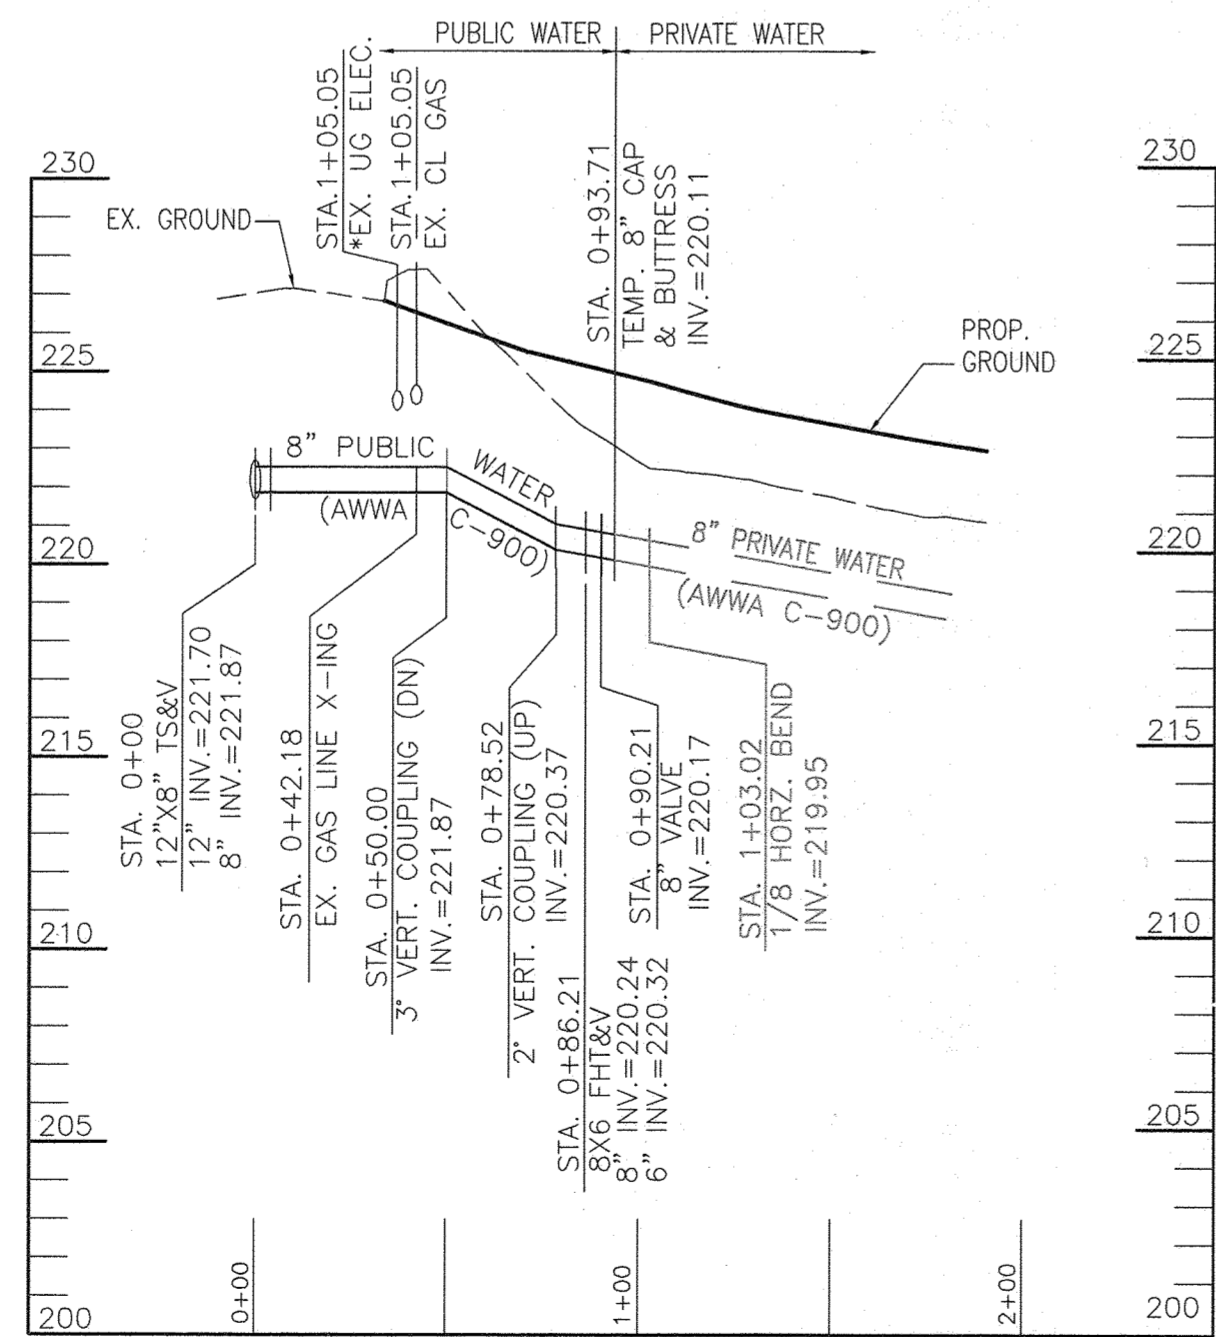 PUBLIC WATER
PRIVATE WATER
STA.1+05.05
*EX. UG ELEC.
STA.1+05.05
EX. CL GAS
STA. 0+93.71
TEMP. 8" CAP
& BUTTRESS
INV.=220.11
230
230
EX. GROUND
PROP.
GROUND
225
225
8" PUBLIC
WATER
(AWWA
C-900)
8" PRIVATE WATER
(AWWA C-900)
220
220
STA. 0+00
12"X8" TS&V
12" INV.=221.70
8" INV.=221.87
STA. 0+42.18
EX. GAS LINE X-ING
STA. 0+50.00
3° VERT. COUPLING (DN)
INV.=221.87
STA. 0+78.52
2° VERT. COUPLING (UP)
INV.=220.37
STA. 0+86.21
8X6 FHT&V
8" INV.=220.24
6" INV.=220.32
STA. 0+90.21
8" VALVE
INV.=220.17
STA. 1+03.02
1/8 HORZ. BEND
INV.=219.95
215
215
210
210
205
205
200
200
0+00
1+00
2+00